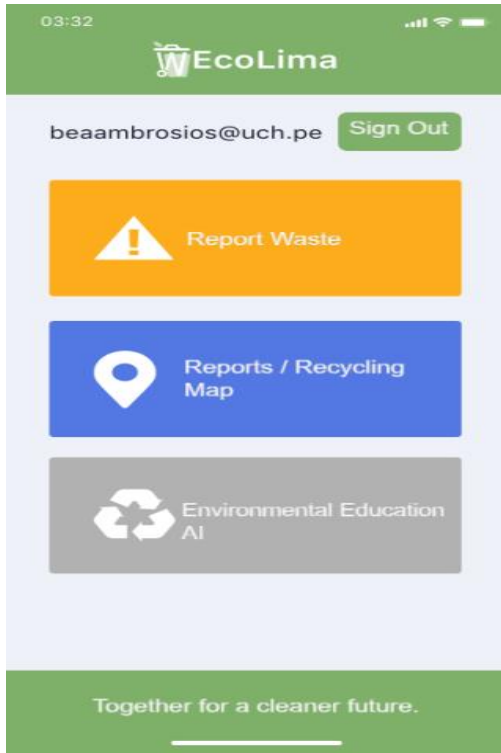 03:32
EcoLima
beaambrosios@uch.pe
Sign Out
Report Waste
Reports / Recycling
Map
Environmental Education
AI
Together for a cleaner future.